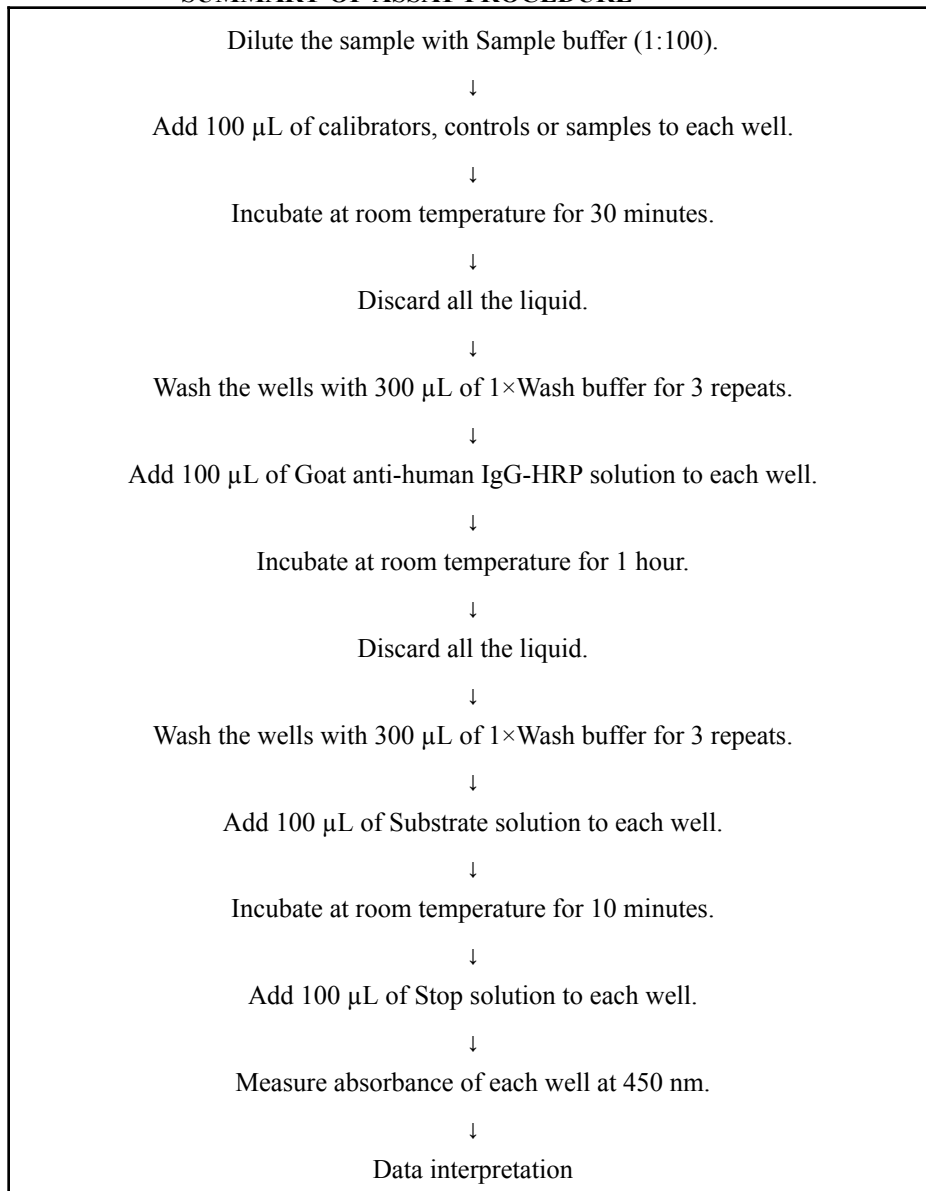 SUMMARY OF ASSAY PROCEDURE
Dilute the sample with Sample buffer (1:100).
↓
Add 100 µL of calibrators, controls or samples to each well.
↓
Incubate at room temperature for 30 minutes.
↓
Discard all the liquid.
↓
Wash the wells with 300 µL of 1×Wash buffer for 3 repeats.
↓
Add 100 µL of Goat anti-human IgG-HRP solution to each well.
↓
Incubate at room temperature for 1 hour.
↓
Discard all the liquid.
↓
Wash the wells with 300 µL of 1×Wash buffer for 3 repeats.
↓
Add 100 µL of Substrate solution to each well.
↓
Incubate at room temperature for 10 minutes.
↓
Add 100 µL of Stop solution to each well.
↓
Measure absorbance of each well at 450 nm.
↓
Data interpretation